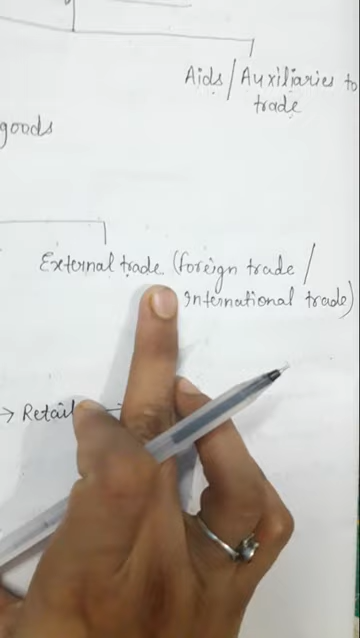 Aids/Auxiliaries to
trade
goods
External trade (foreign trade/
International trade)
→ Retail